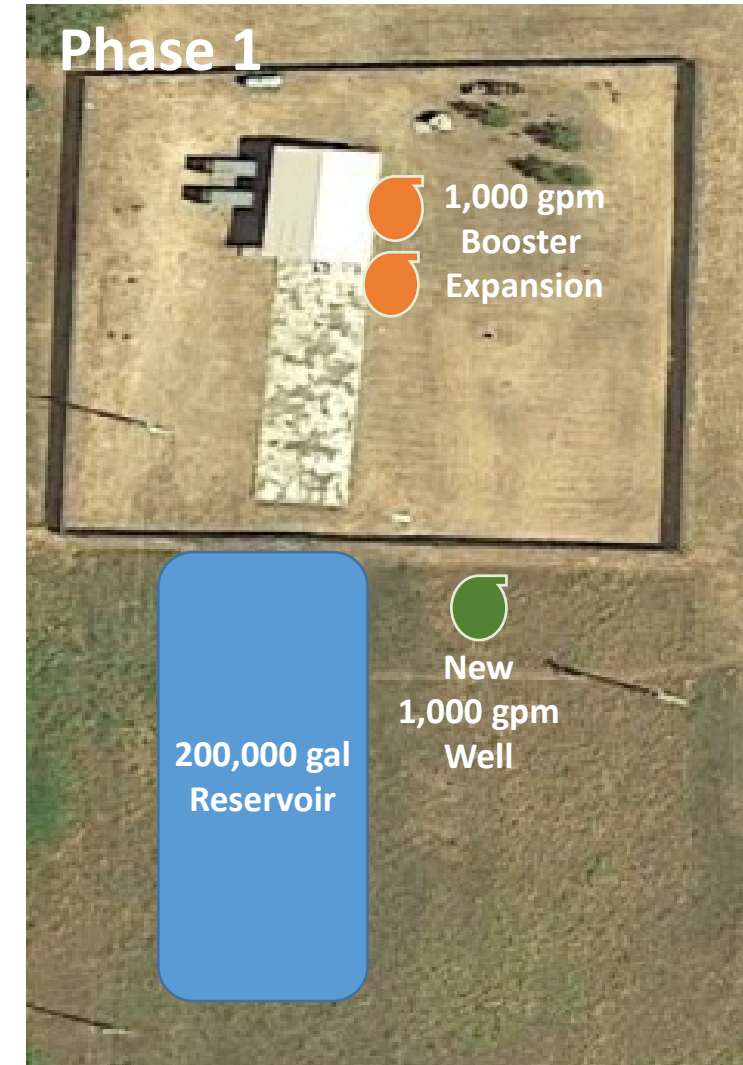 Phase 1
1,000 gpm
Booster
Expansion
New
1,000 gpm
Well
200,000 gal
Reservoir